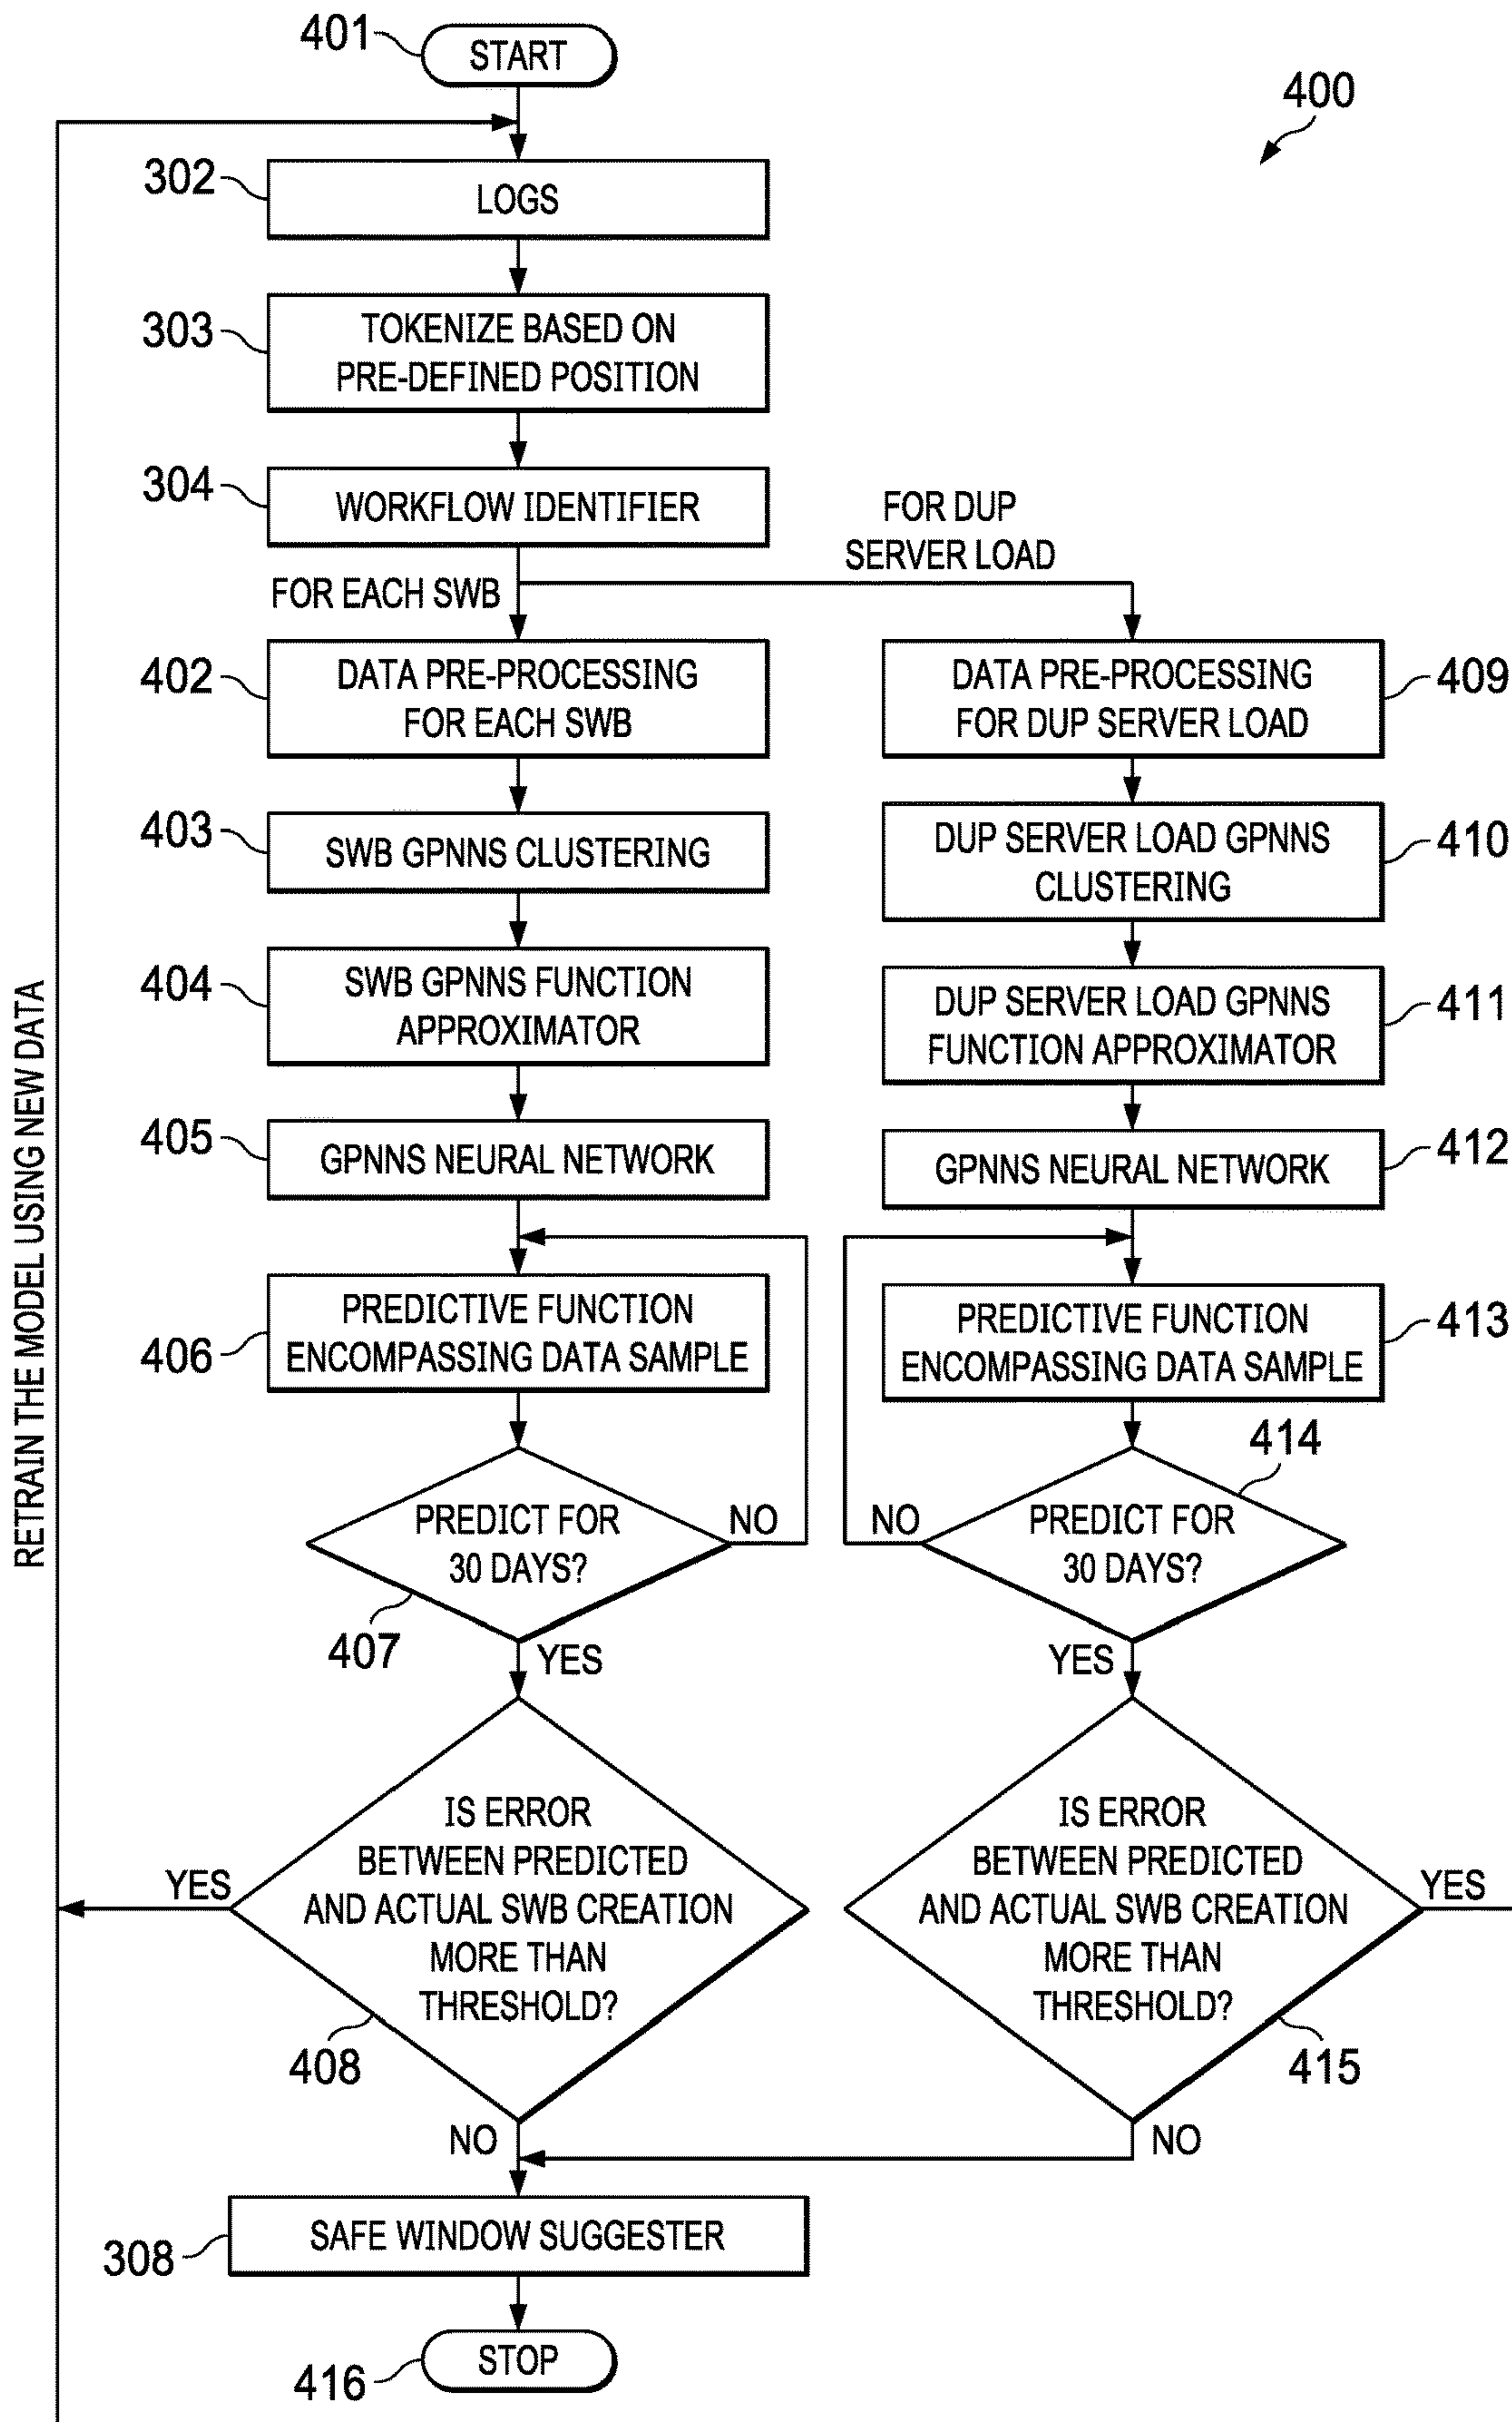 401
START
400
302
LOGS
303
TOKENIZE BASED ON
PRE-DEFINED POSITION
304
WORKFLOW IDENTIFIER
FOR DUP
SERVER LOAD
FOR EACH SWB
402
DATA PRE-PROCESSING
FOR EACH SWB
DATA PRE-PROCESSING
FOR DUP SERVER LOAD
409
403
SWB GPNNS CLUSTERING
DUP SERVER LOAD GPNNS
CLUSTERING
410
404
SWB GPNNS FUNCTION
APPROXIMATOR
DUP SERVER LOAD GPNNS
FUNCTION APPROXIMATOR
411
405
GPNNS NEURAL NETWORK
GPNNS NEURAL NETWORK
412
406
PREDICTIVE FUNCTION
ENCOMPASSING DATA SAMPLE
PREDICTIVE FUNCTION
ENCOMPASSING DATA SAMPLE
413
RETRAIN THE MODEL USING NEW DATA
PREDICT FOR
30 DAYS?
NO
407
YES
414
NO
PREDICT FOR
30 DAYS?
YES
IS ERROR
BETWEEN PREDICTED
AND ACTUAL SWB CREATION
MORE THAN
THRESHOLD?
YES
408
NO
IS ERROR
BETWEEN PREDICTED
AND ACTUAL SWB CREATION
MORE THAN
THRESHOLD?
YES
415
NO
308
SAFE WINDOW SUGGESTER
416
STOP